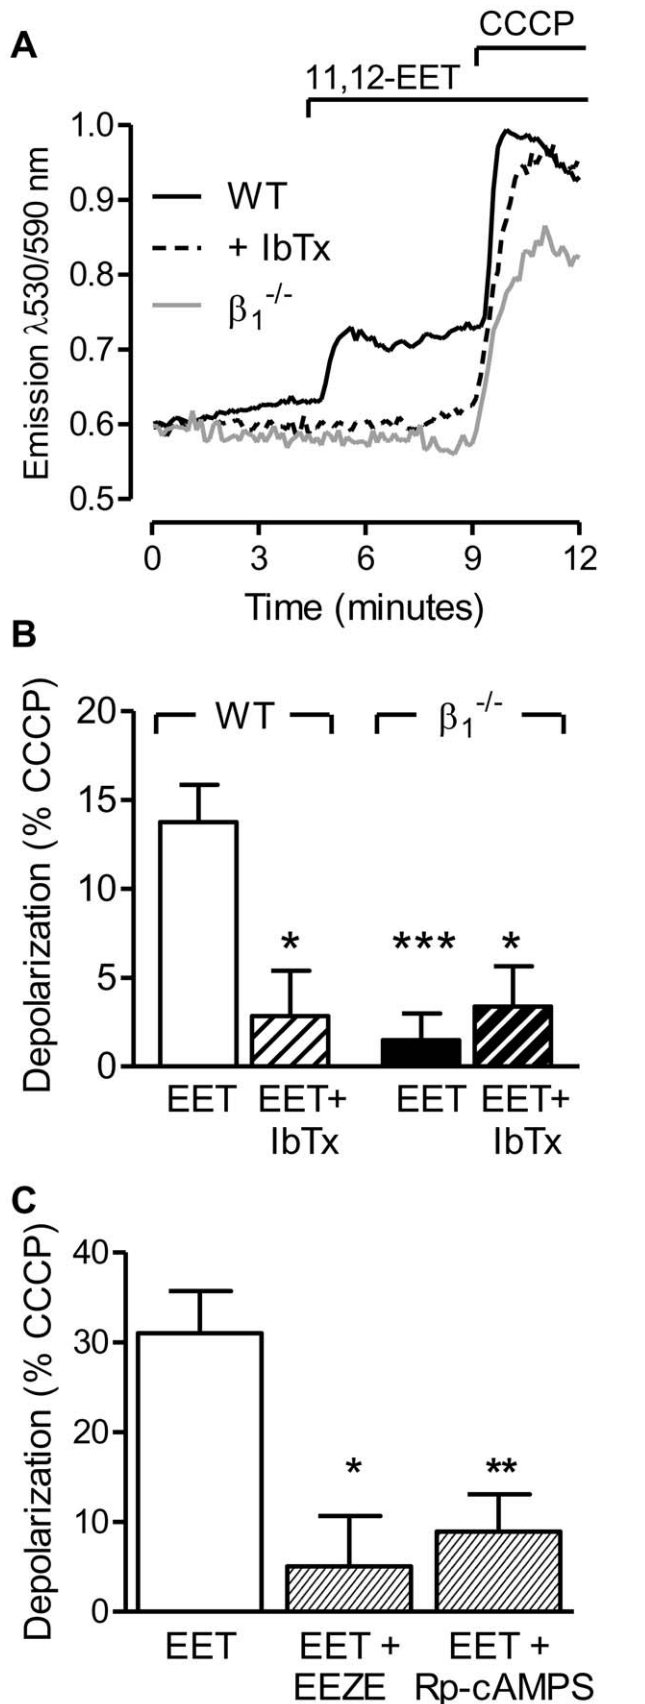 A
CCCP
11,12-EET
1.0
0.9
0.8
0.7
0.6
0.5
Emission λ530/590 nm
WT
+ IbTx
β₁⁻/⁻
0 3 6 9 12
Time (minutes)
B
Depolarization (% CCCP)
20
15
10
5
0
WT β₁⁻/⁻
* *** *
EET EET+ EET EET+
IbTx IbTx
C
Depolarization (% CCCP)
40
30
20
10
0
* **
EET EET + EET +
EEZE Rp-cAMPS